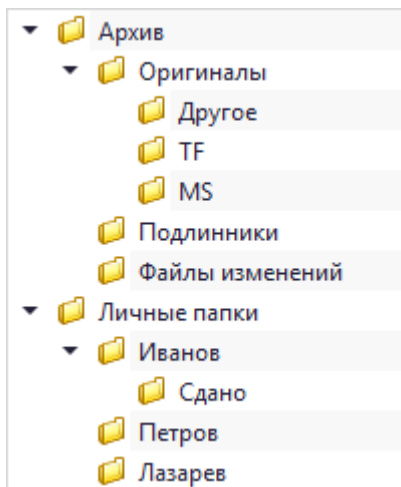 Архив
Оригиналы
Другое
TF
MS
Подлинники
Файлы изменений
Личные папки
Иванов
Сдано
Петров
Лазарев